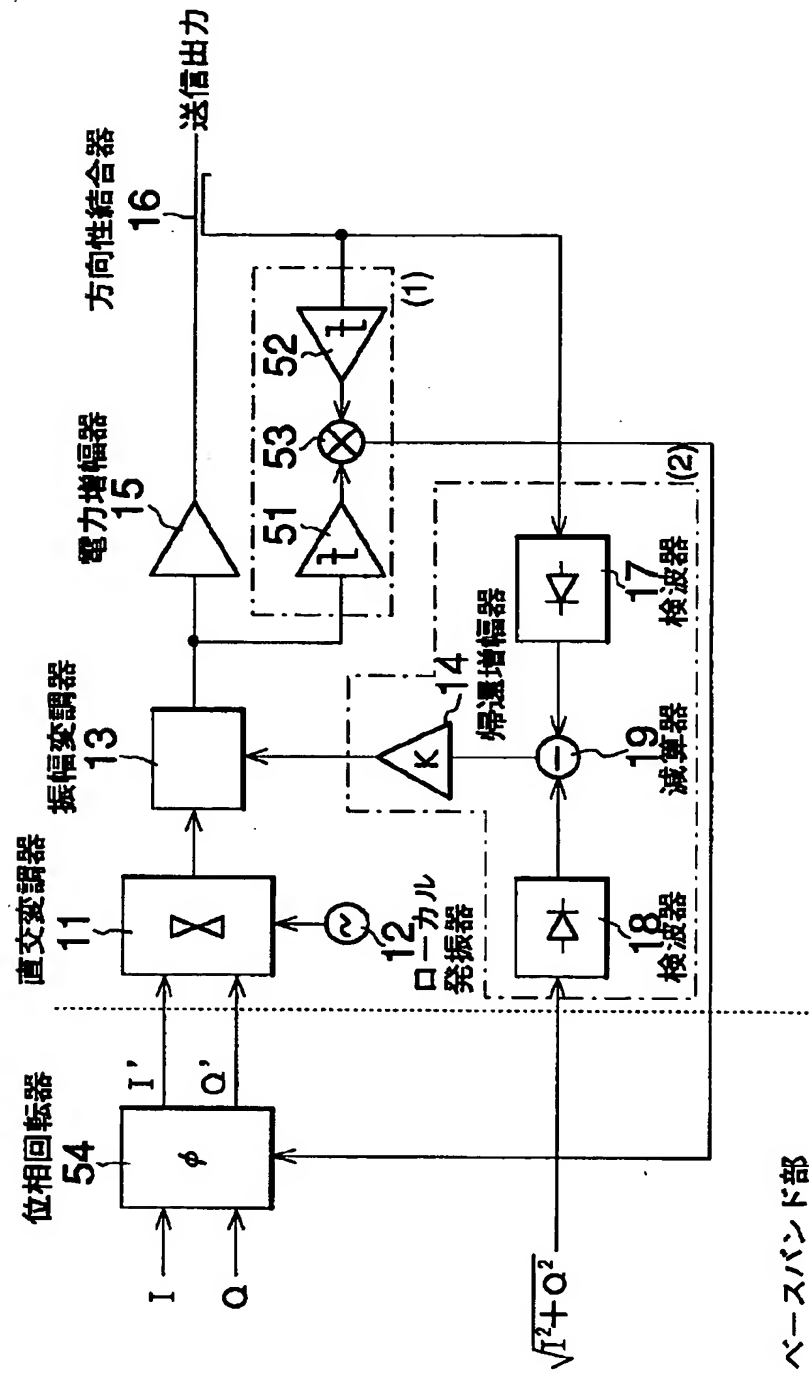 位相回転器
54
φ
I
Q
I'
Q'
直交変調器
11
12
ローカル
発振器
振幅変調器
13
電力増幅器
15
方向性結合器
16
送信出力
51
53
52
(1)
K
14
帰還増幅器
√I²+Q²
18
検波器
−
19
減算器
17
検波器
(2)
ベースバンド部